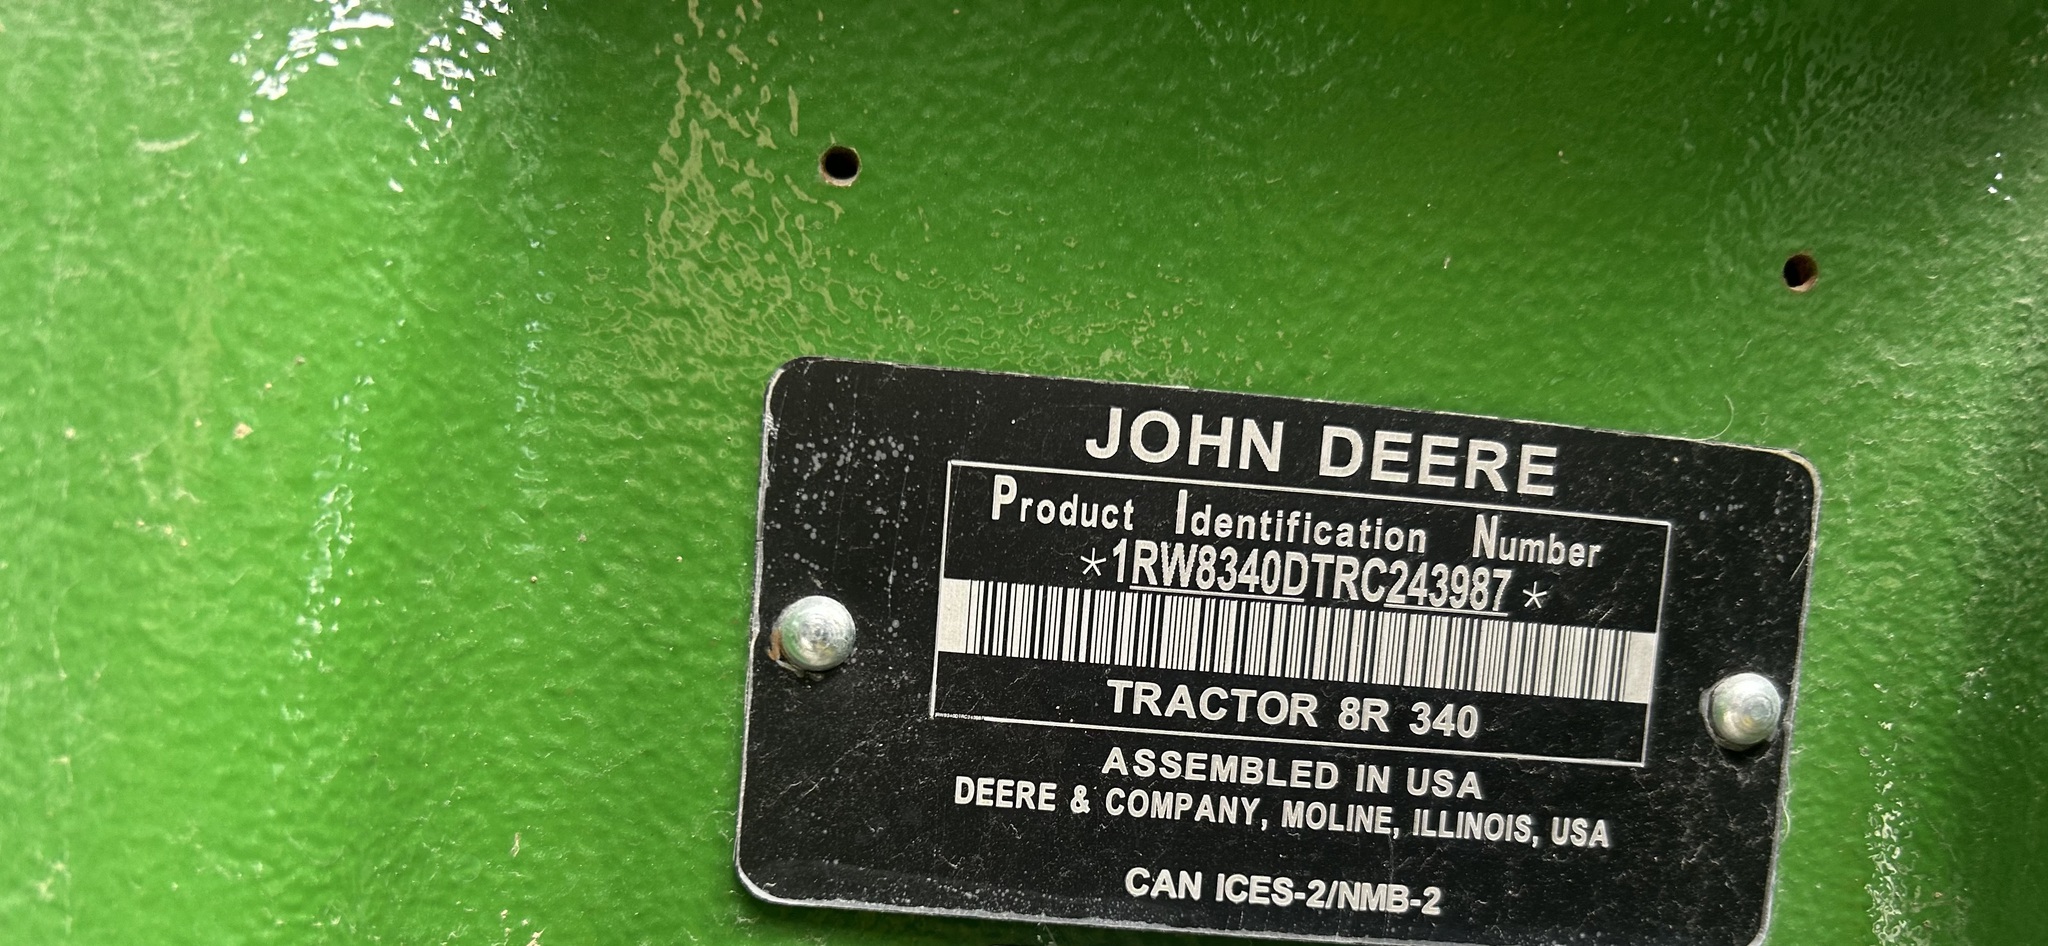 JOHN DEERE
Product Identification Number
*1RW8340DTRC243987*
TRACTOR 8R 340
ASSEMBLED IN USA
DEERE & COMPANY, MOLINE, ILLINOIS, USA
CAN ICES-2/NMB-2